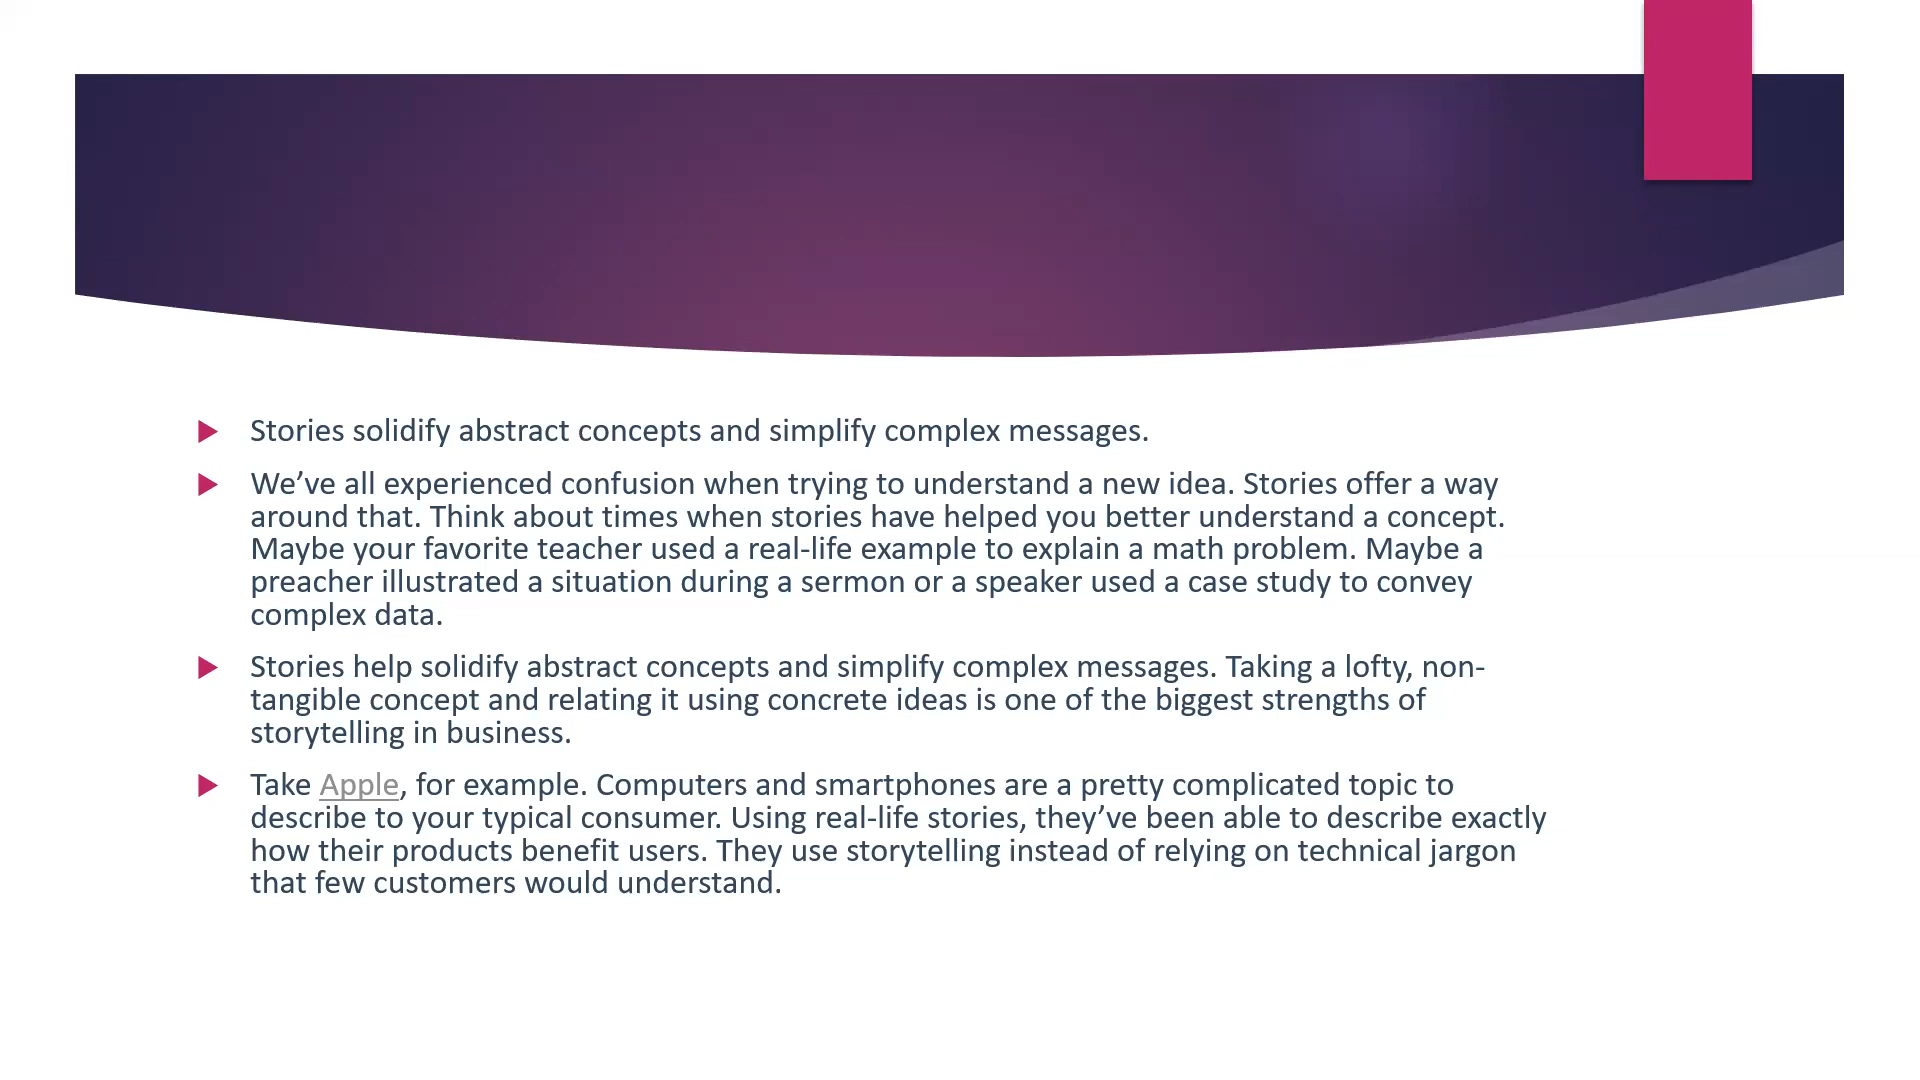 Stories solidify abstract concepts and simplify complex messages.
We’ve all experienced confusion when trying to understand a new idea. Stories offer a way
around that. Think about times when stories have helped you better understand a concept.
Maybe your favorite teacher used a real-life example to explain a math problem. Maybe a
preacher illustrated a situation during a sermon or a speaker used a case study to convey
complex data.
Stories help solidify abstract concepts and simplify complex messages. Taking a lofty, non-
tangible concept and relating it using concrete ideas is one of the biggest strengths of
storytelling in business.
Take Apple, for example. Computers and smartphones are a pretty complicated topic to
describe to your typical consumer. Using real-life stories, they’ve been able to describe exactly
how their products benefit users. They use storytelling instead of relying on technical jargon
that few customers would understand.